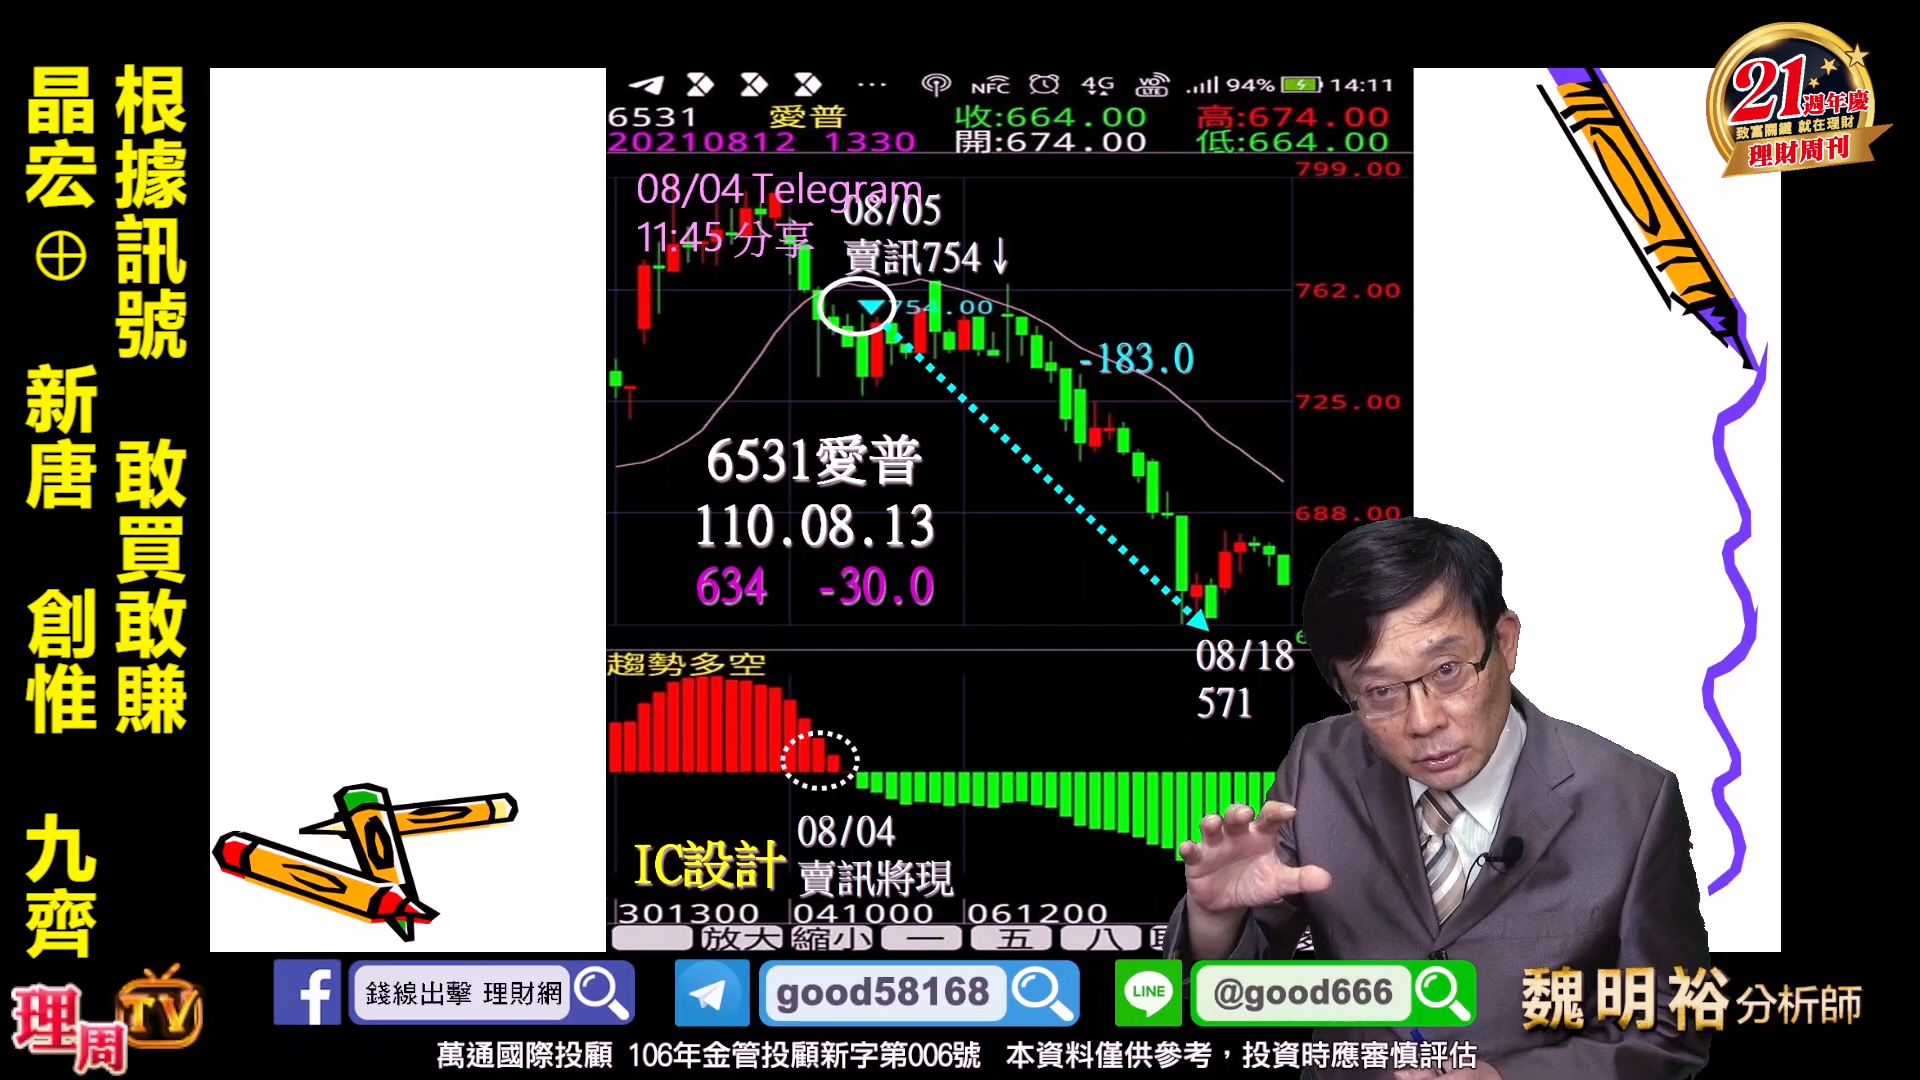 根據訊號 敢買敢賺
晶宏⊕ 新唐 創惟 九齊
21週年慶
致富關鍵 就在理財
理財周刊
... NFC 4G VO LTE 94% 14:11
6531 愛普 收:664.00 高:674.00
20210812 1330 開:674.00 低:664.00
799.00
08/04 Telegram
11:45 分享
08/05
賣訊754↓
754.00
762.00
-183.0
725.00
6531愛普
110.08.13
688.00
634 -30.0
08/18
571
趨勢多空
08/04
賣訊將現
IC設計
301300 041000 061200
放大 縮小 一 五 八
理周TV
錢線出擊 理財網
good58168
LINE
@good666
魏明裕 分析師
萬通國際投顧 106年金管投顧新字第006號 本資料僅供參考，投資時應審慎評估